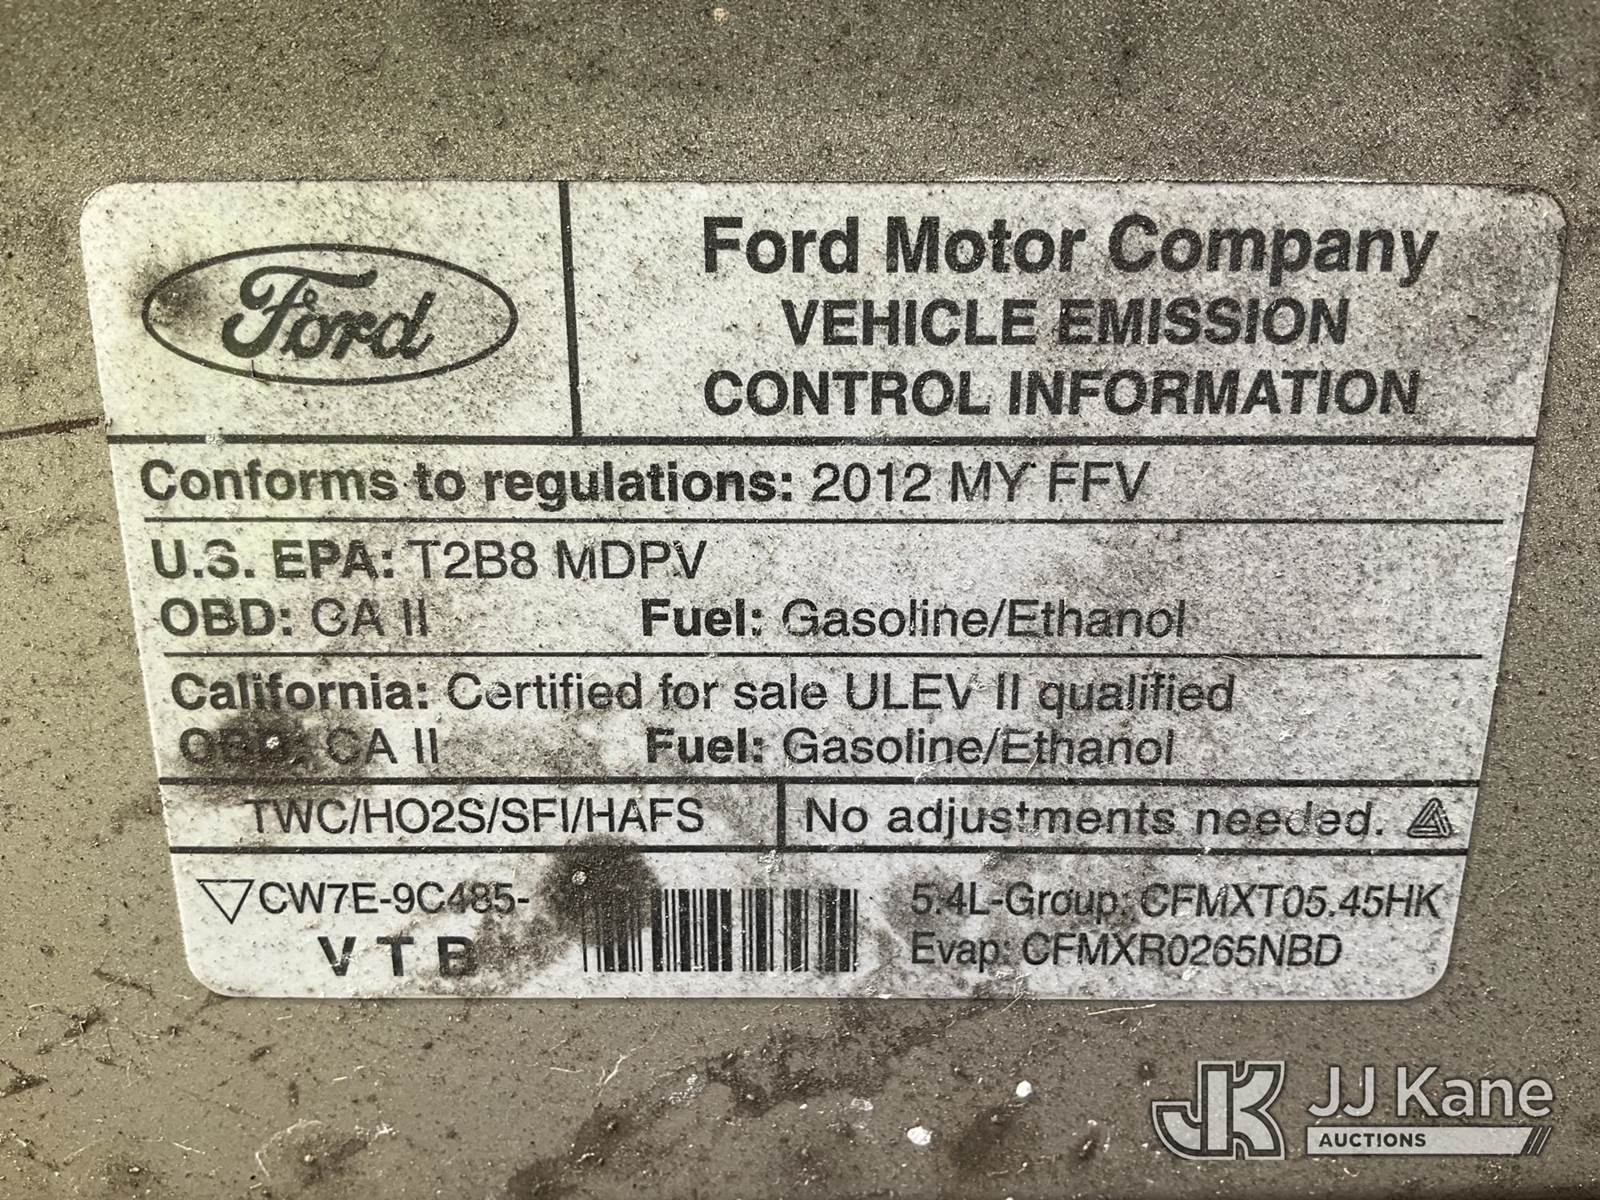 Ford
Ford Motor Company
VEHICLE EMISSION
CONTROL INFORMATION
Conforms to regulations: 2012 MY FFV
U.S. EPA: T2B8 MDPV
OBD: CA II Fuel: Gasoline/Ethanol
California: Certified for sale ULEV II qualified
OBD: CA II Fuel: Gasoline/Ethanol
TWC/HO2S/SFI/HAFS No adjustments needed.
CW7E-9C485-
VTB
5.4L-Group: CFMXT05.45HK
Evap: CFMXR0265NBD
JK JJ Kane
AUCTIONS